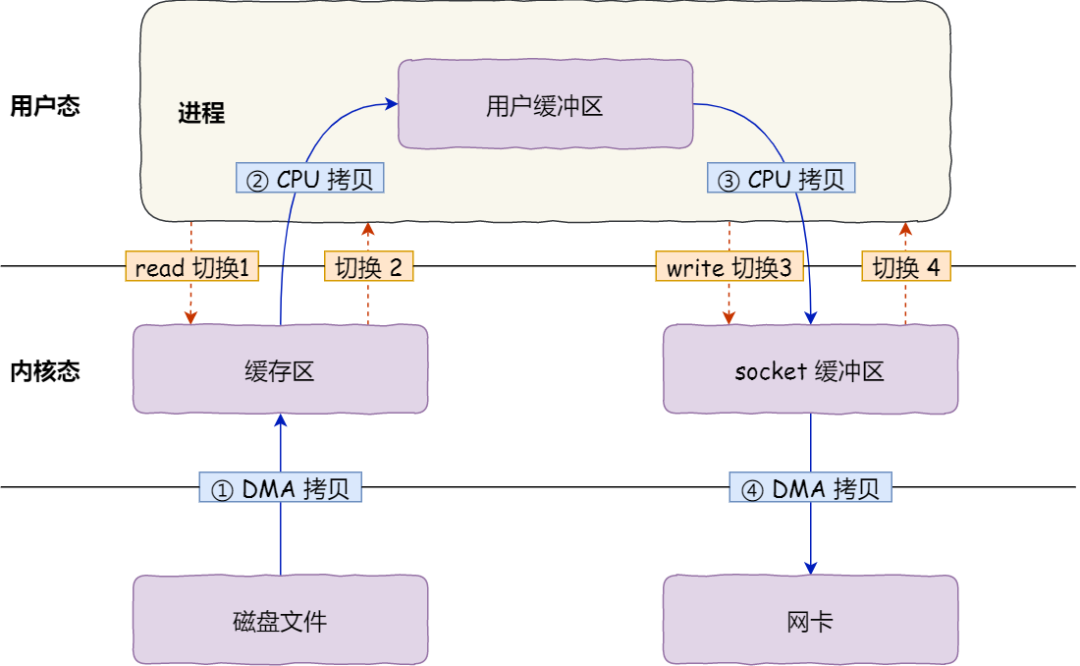 用户态
进程
用户缓冲区
② CPU 拷贝
③ CPU 拷贝
read 切换1
切换 2
write 切换3
切换 4
内核态
缓存区
socket 缓冲区
① DMA 拷贝
④ DMA 拷贝
磁盘文件
网卡